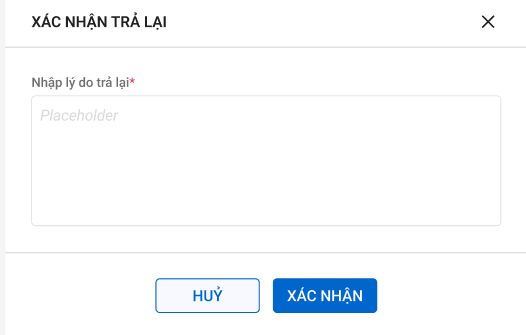 XÁC NHẬN TRẢ LẠI
Nhập lý do trả lại*
Placeholder
HUỶ
XÁC NHẬN